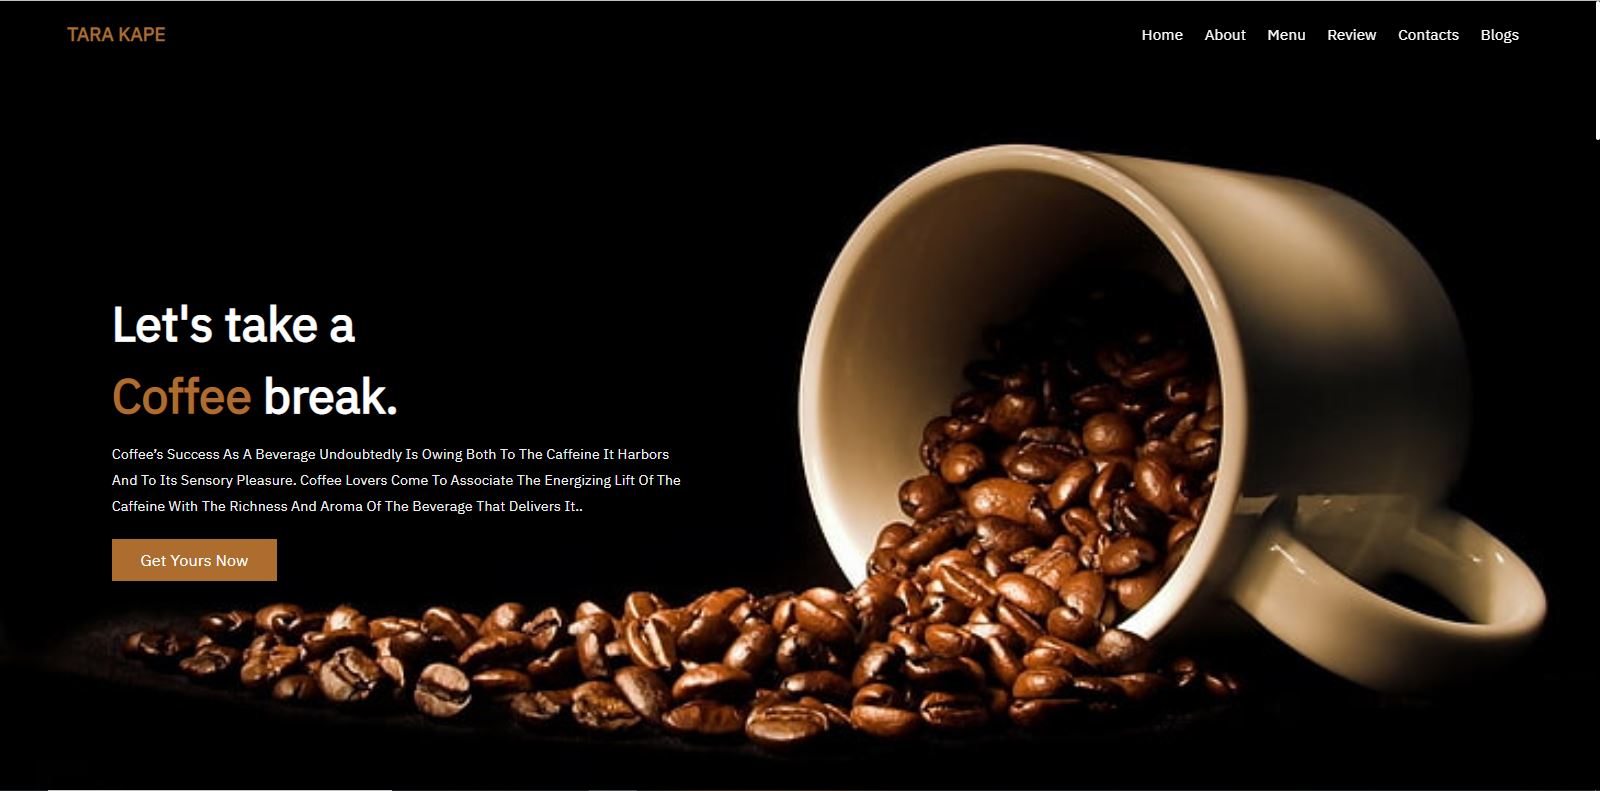 TARA KAPE
Home About Menu Review Contacts Blogs
Let's take a
Coffee break.
Coffee’s Success As A Beverage Undoubtedly Is Owing Both To The Caffeine It Harbors
And To Its Sensory Pleasure. Coffee Lovers Come To Associate The Energizing Lift Of The
Caffeine With The Richness And Aroma Of The Beverage That Delivers It..
Get Yours Now